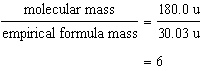 molecular mass / empirical formula mass = 180.0 u / 30.03 u
= 6